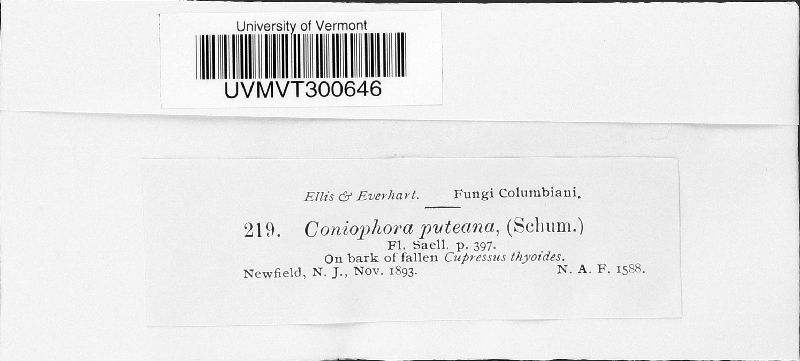 University of Vermont
UVMVT300646
Ellis & Everhart. Fungi Columbiani.
219. Coniophora puteana, (Schum.)
Fl. Saell. p. 397.
On bark of fallen Cupressus thyoides.
Newfield, N. J., Nov. 1893. N. A. F. 1588.